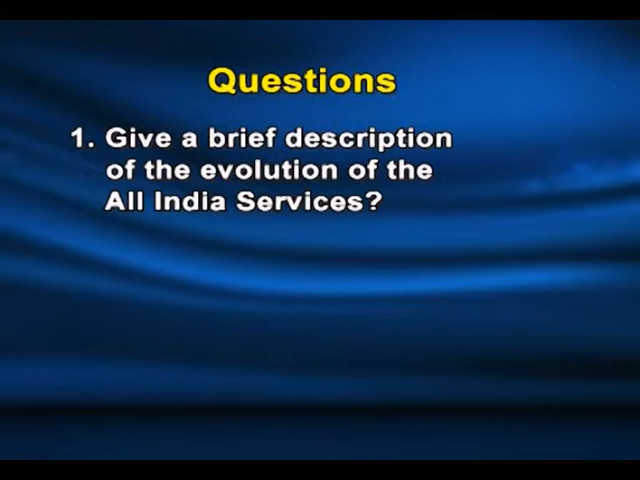 Questions
1. Give a brief description
of the evolution of the
All India Services?